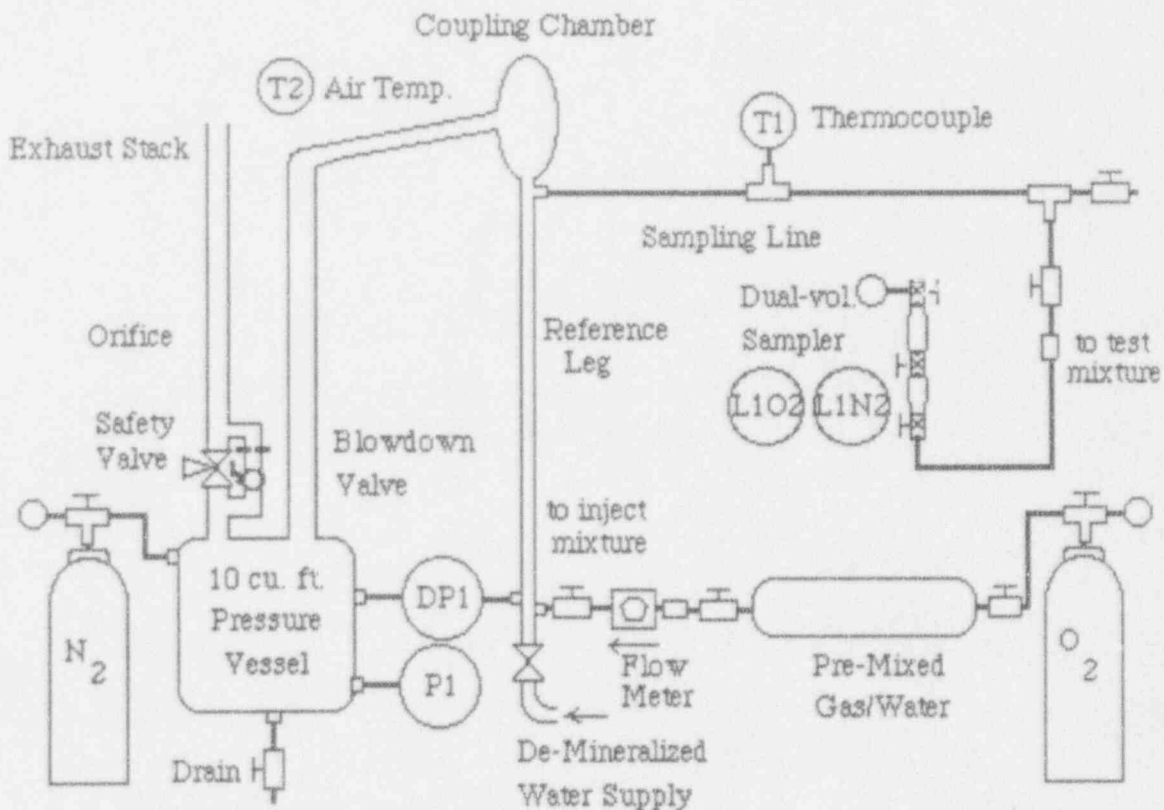 Coupling Chamber
T2 Air Temp.
T1 Thermocouple
Exhaust Stack
Sampling Line
Dual-vol.
Sampler
Orifice
Reference
Leg
to test
mixture
L1O2 L1N2
Safety
Valve
Blowdown
Valve
to inject
mixture
10 cu. ft.
Pressure
Vessel
DP1
P1
N2
O2
Flow
Meter
Pre-Mixed
Gas/Water
De-Mineralized
Water Supply
Drain